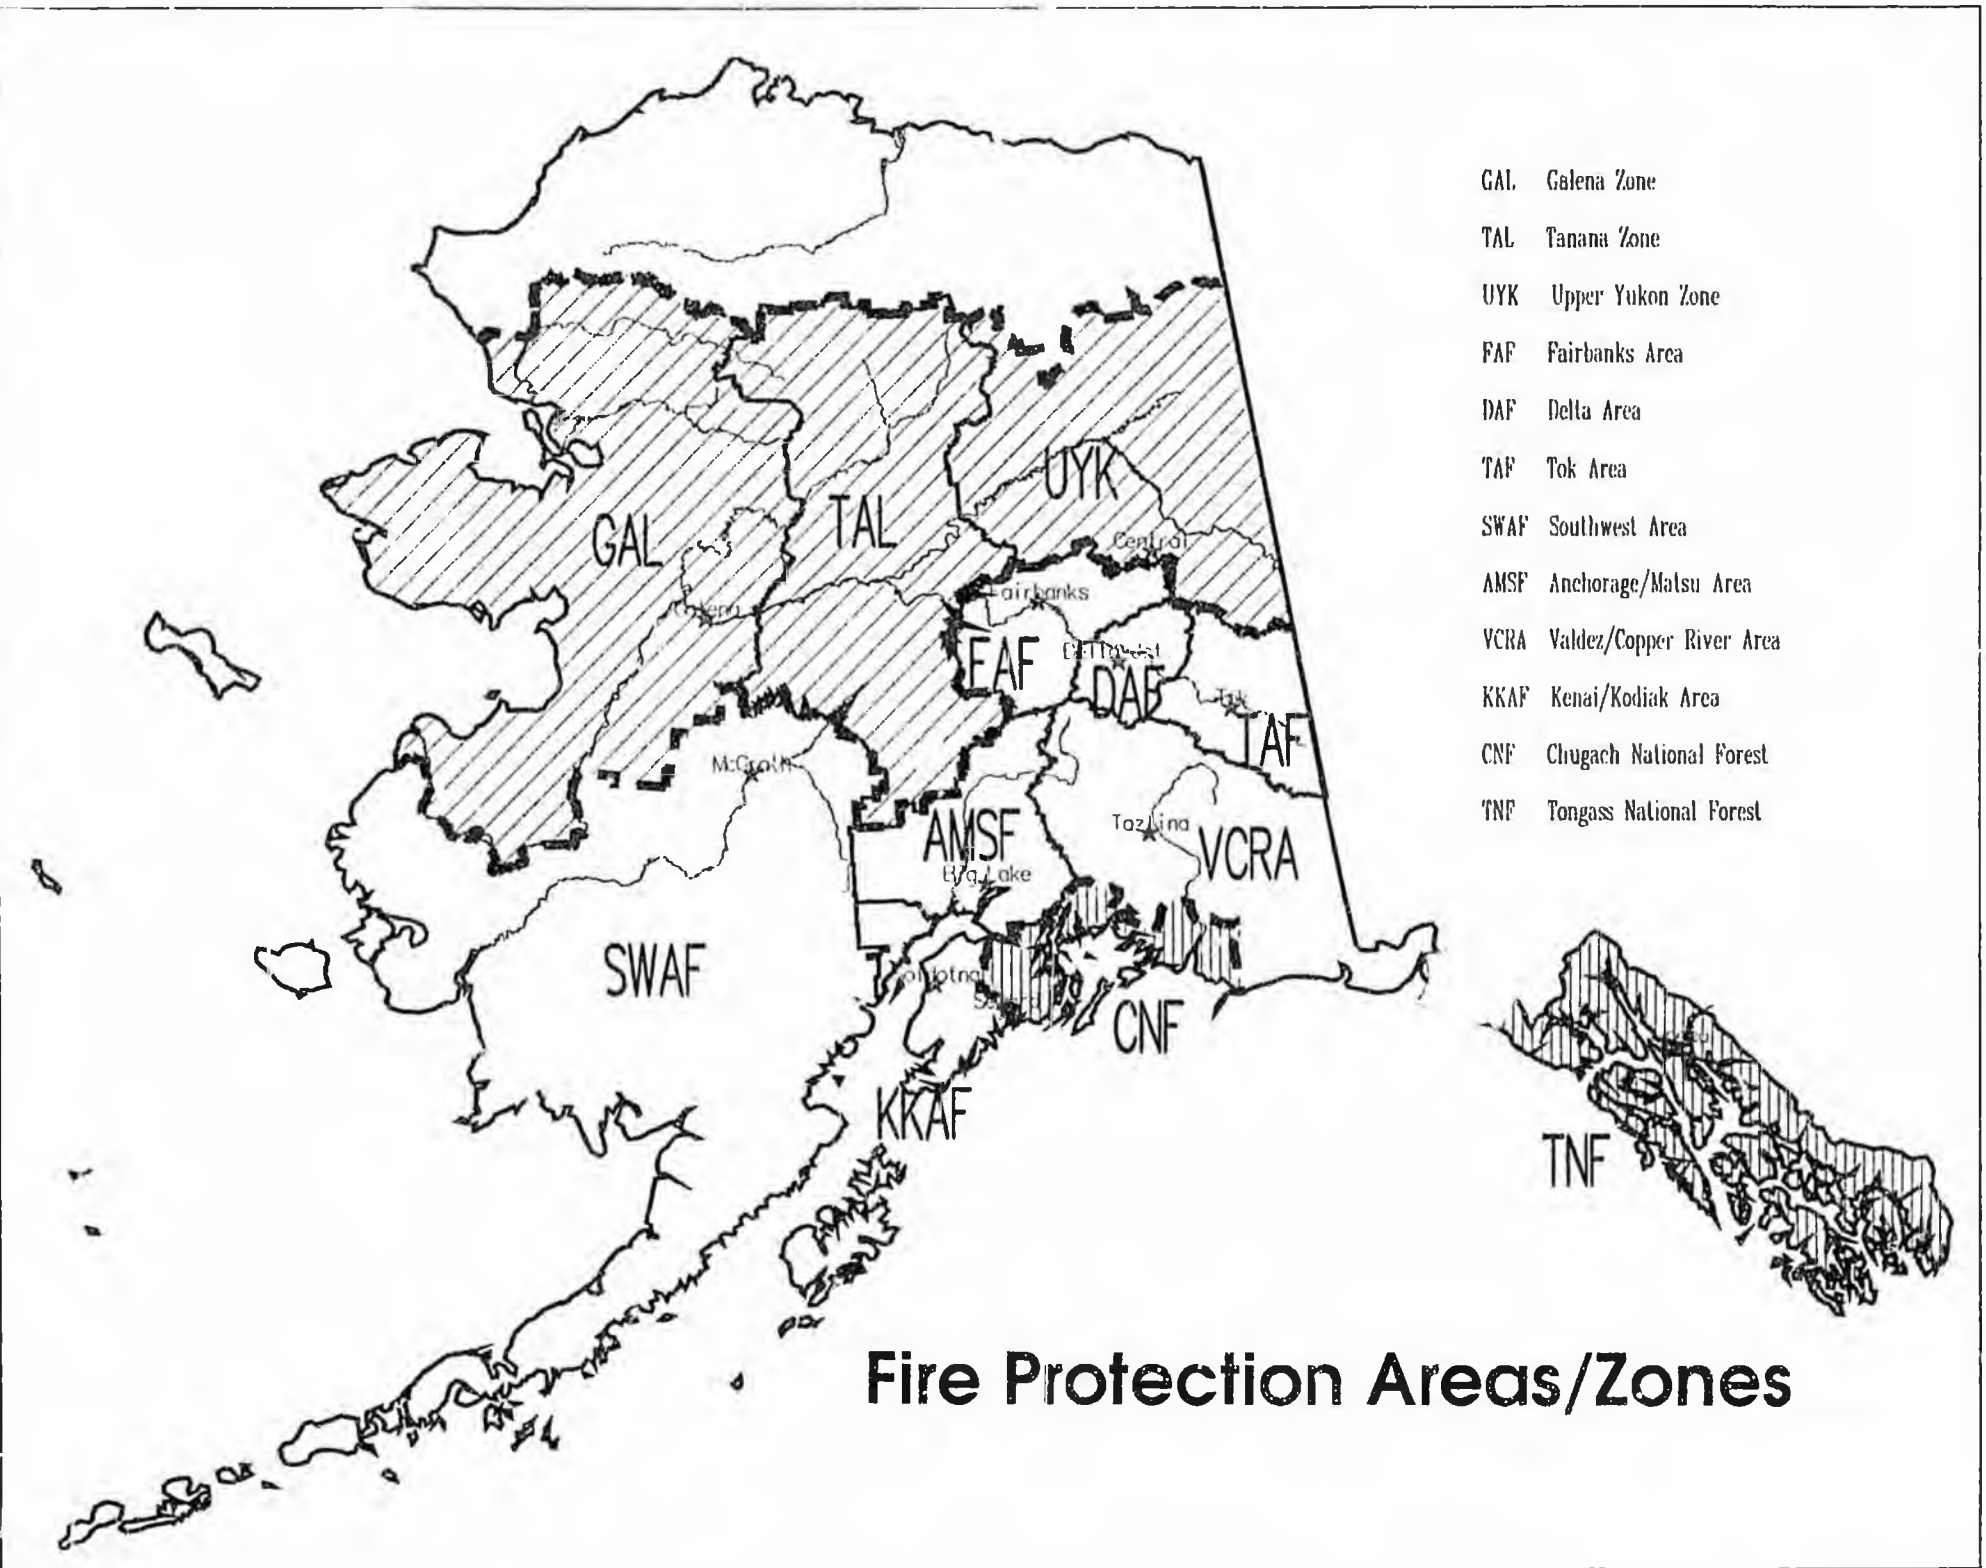 GAL Galena Zone
TAL Tanana Zone
UYK Upper Yukon Zone
FAF Fairbanks Area
DAF Delta Area
TAF Tok Area
SWAF Southwest Area
AMSF Anchorage/Matsu Area
VCRA Valdez/Copper River Area
KKAF Kenai/Kodiak Area
CNF Chugach National Forest
TNF Tongass National Forest
UYK
TAL
GAL
Central
Fairbanks
Galena
FAF
DAF
Tok
TAF
McGrath
AMSF
Tazlina
VCRA
Big Lake
SWAF
Soldotna
CNF
KKAF
TNF
Fire Protection Areas/Zones